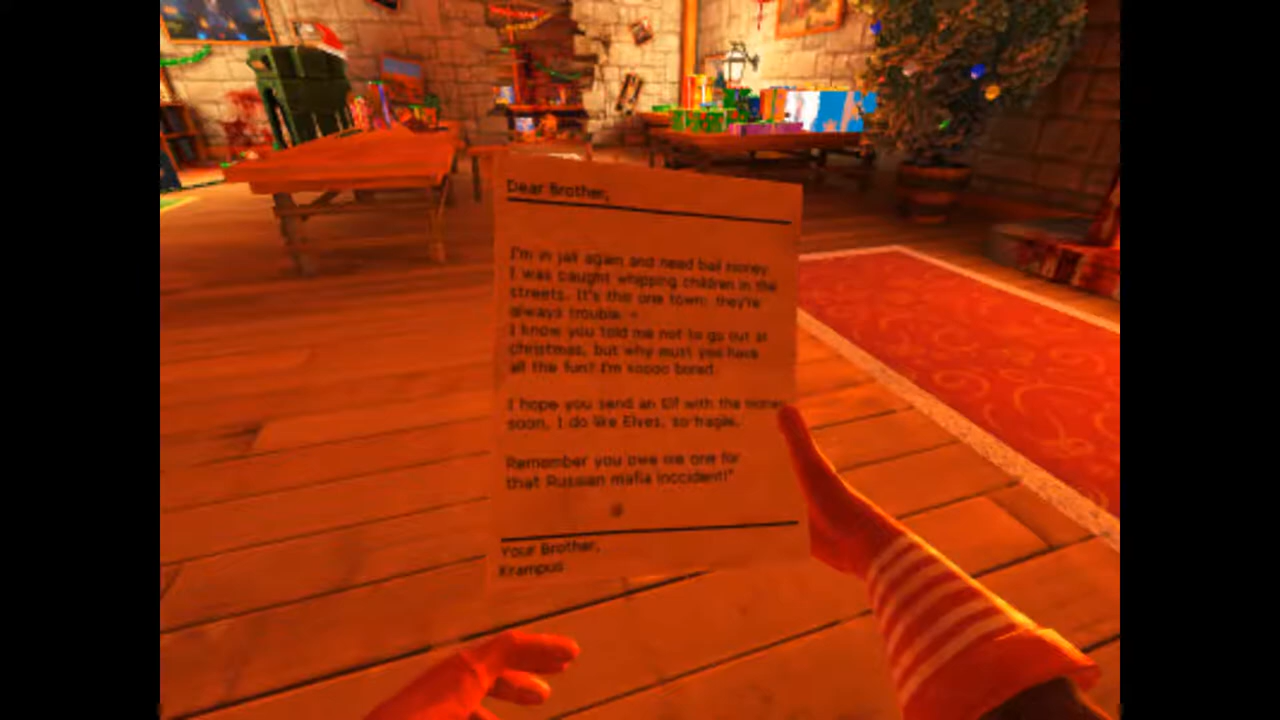 Dear Brother,
I'm in jail again and need bail money.
I was caught whipping children in the
streets. It's this one town: they're
always trouble. -
I know you told me not to go out at
christmas, but why must you have
all the fun? I'm soooo bored.
I hope you send an Elf with the money
soon, I do like Elves, so fragile.
Remember you owe me one for
that Russian mafia inccident!"
Your Brother,
Krampus